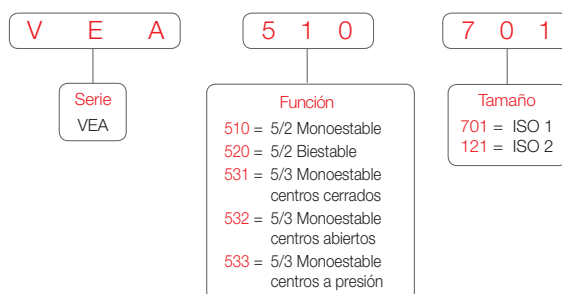 V E A
5 1 0
7 0 1
Serie
VEA
Función
510 = 5/2 Monoestable
520 = 5/2 Biestable
531 = 5/3 Monoestable
centros cerrados
532 = 5/3 Monoestable
centros abiertos
533 = 5/3 Monoestable
centros a presión
Tamaño
701 = ISO 1
121 = ISO 2